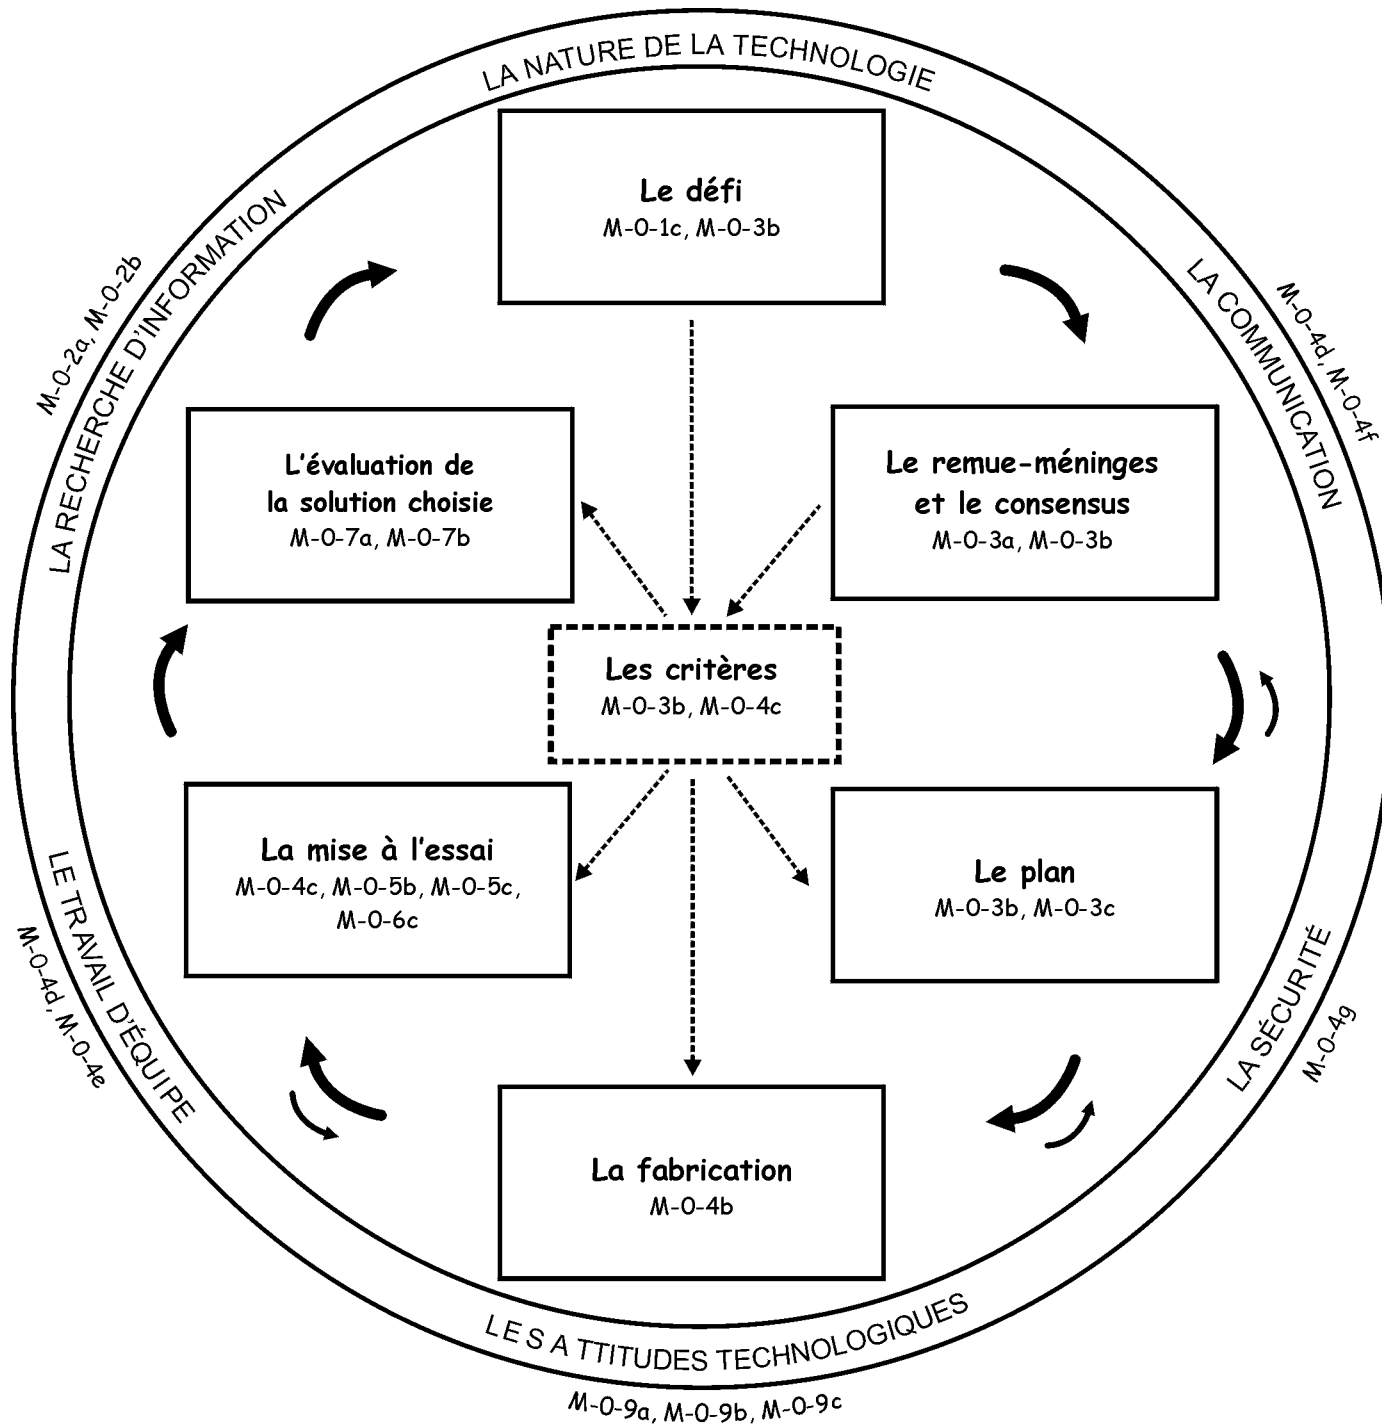 LA NATURE DE LA TECHNOLOGIE
Le défi
M-0-1c, M-0-3b
LA RECHERCHE D'INFORMATION
M-0-2a, M-0-2b
LA COMMUNICATION
M-0-4d, M-0-4f
L'évaluation de
la solution choisie
M-0-7a, M-0-7b
Le remue-méninges
et le consensus
M-0-3a, M-0-3b
Les critères
M-0-3b, M-0-4c
La mise à l'essai
M-0-4c, M-0-5b, M-0-5c,
M-0-6c
Le plan
M-0-3b, M-0-3c
LE TRAVAIL D'ÉQUIPE
M-0-4d, M-0-4e
LA SÉCURITÉ
M-0-4g
La fabrication
M-0-4b
LES ATTITUDES TECHNOLOGIQUES
M-0-9a, M-0-9b, M-0-9c